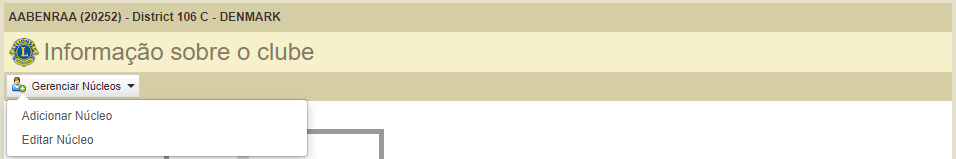 AABENRAA (20252) - District 106 C - DENMARK
Informação sobre o clube
Gerenciar Núcleos
Adicionar Núcleo
Editar Núcleo